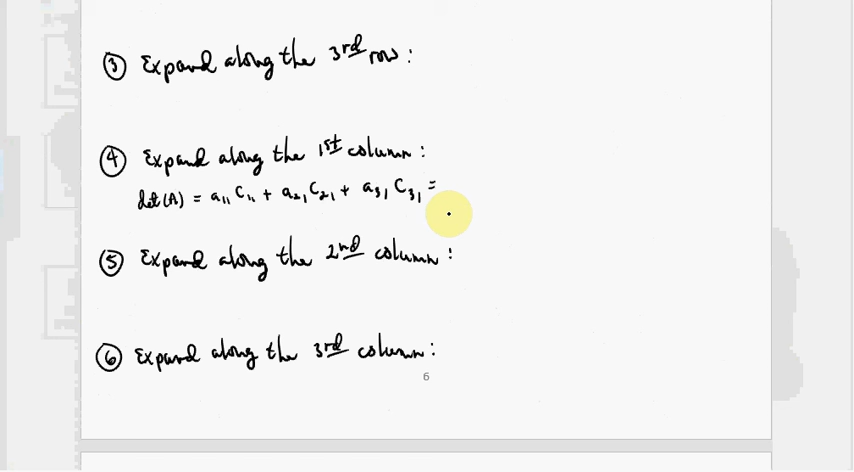 ③ Expand along the 3rd row:
④ Expand along the 1st column:
det(A) = a₁₁ C₁₁ + a₂₁ C₂₁ + a₃₁ C₃₁ =
⑤ Expand along the 2nd column:
⑥ Expand along the 3rd column:
6